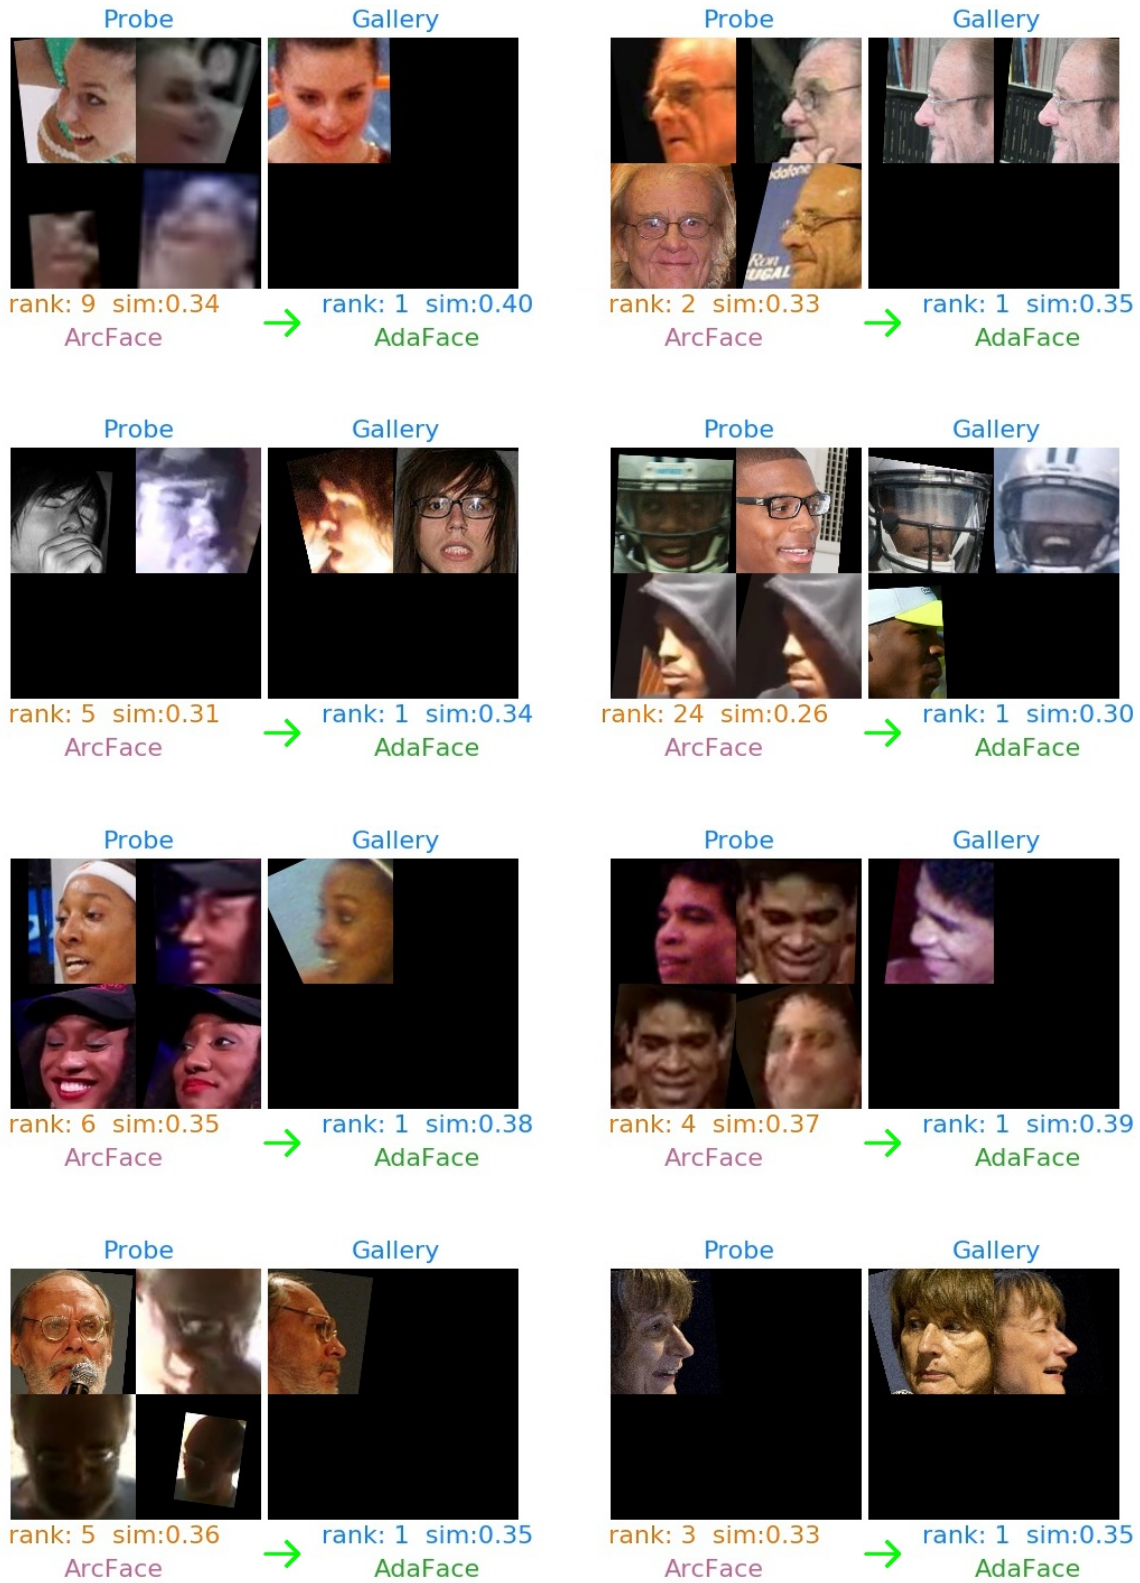 Probe Gallery Probe Gallery
dafone
Ron
UGAL
rank: 9 sim:0.34 → rank: 1 sim:0.40 rank: 2 sim:0.33 → rank: 1 sim:0.35
ArcFace AdaFace ArcFace AdaFace
Probe Gallery Probe Gallery
rank: 5 sim:0.31 → rank: 1 sim:0.34 rank: 24 sim:0.26 → rank: 1 sim:0.30
ArcFace AdaFace ArcFace AdaFace
Probe Gallery Probe Gallery
rank: 6 sim:0.35 → rank: 1 sim:0.38 rank: 4 sim:0.37 → rank: 1 sim:0.39
ArcFace AdaFace ArcFace AdaFace
Probe Gallery Probe Gallery
rank: 5 sim:0.36 → rank: 1 sim:0.35 rank: 3 sim:0.33 → rank: 1 sim:0.35
ArcFace AdaFace ArcFace AdaFace